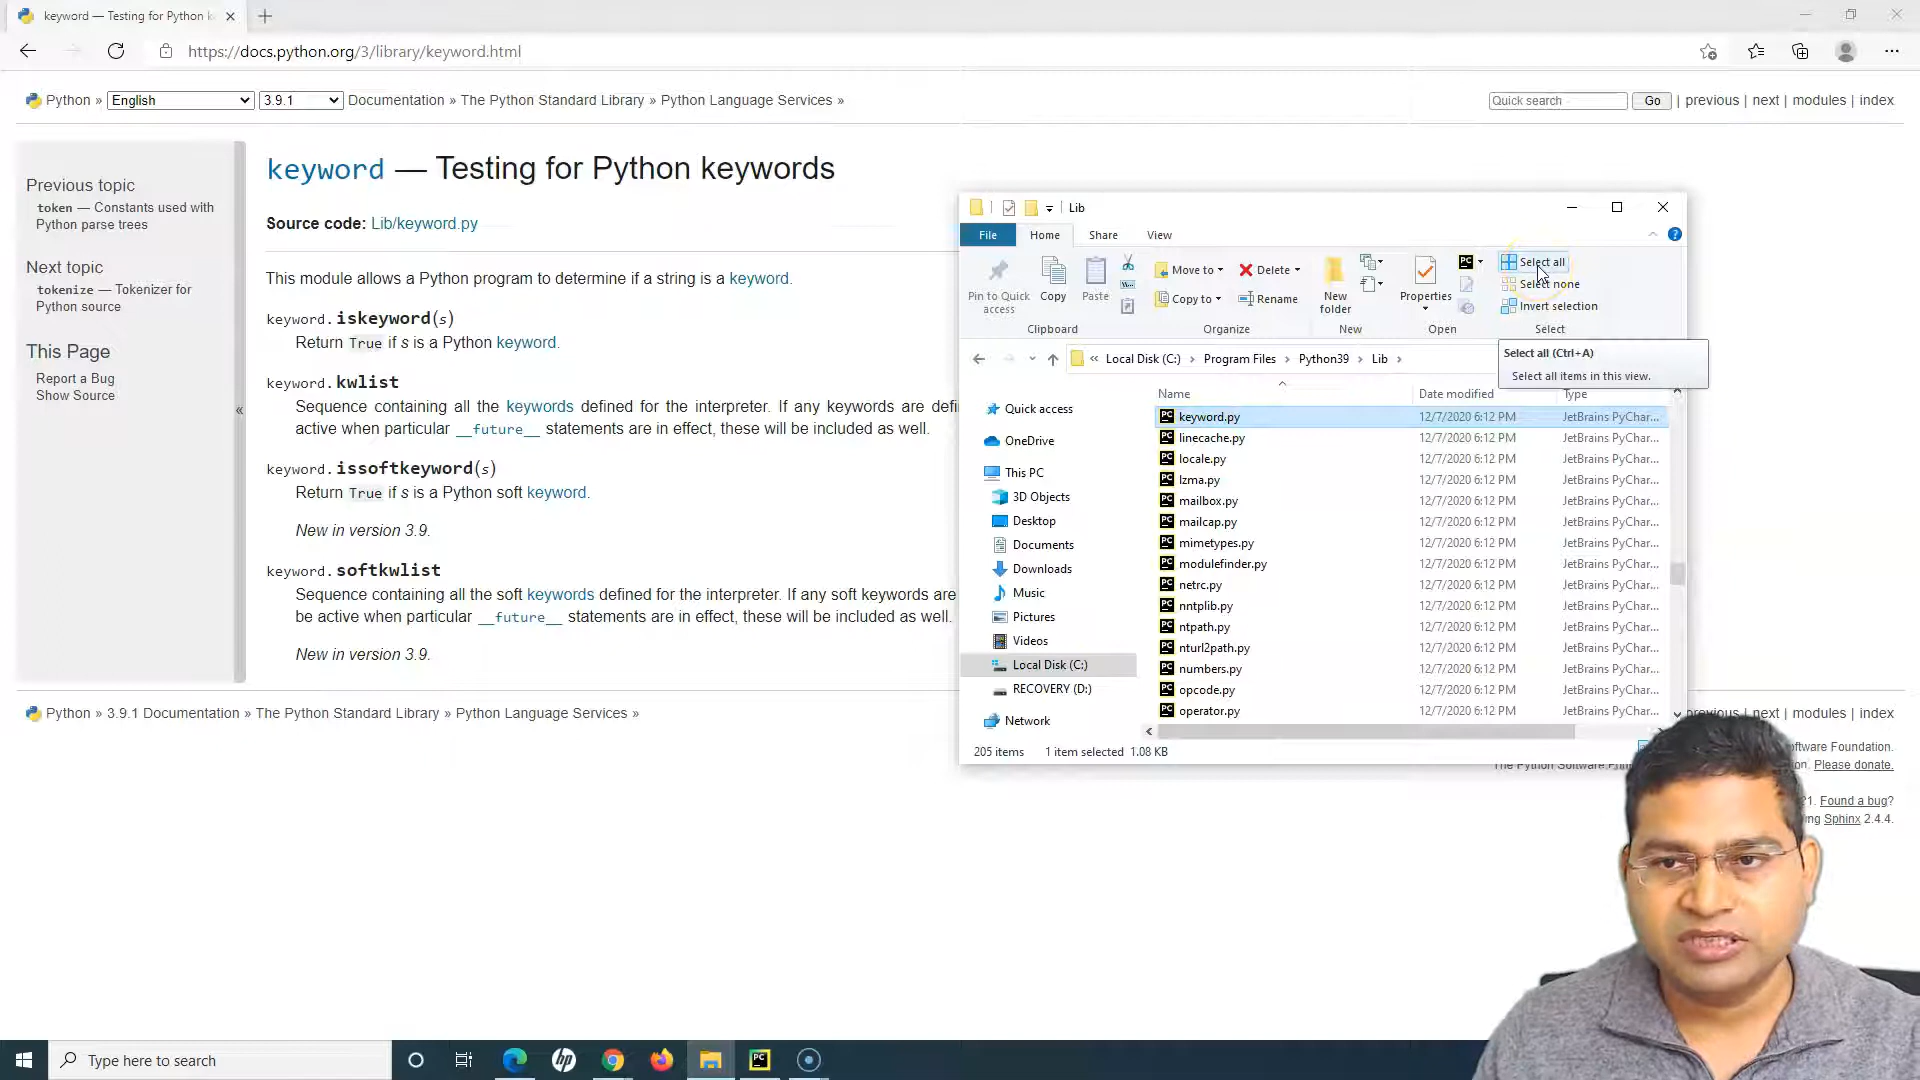 keyword — Testing for Python k
https://docs.python.org/3/library/keyword.html
Python » English 3.9.1 Documentation » The Python Standard Library » Python Language Services »
Quick search Go | previous | next | modules | index
Previous topic
token — Constants used with
Python parse trees
Next topic
tokenize — Tokenizer for
Python source
This Page
Report a Bug
Show Source
«
keyword — Testing for Python keywords
Source code: Lib/keyword.py
This module allows a Python program to determine if a string is a keyword.
keyword.iskeyword(s)
Return True if s is a Python keyword.
keyword.kwlist
Sequence containing all the keywords defined for the interpreter. If any keywords are defi
active when particular __future__ statements are in effect, these will be included as well.
keyword.issoftkeyword(s)
Return True if s is a Python soft keyword.
New in version 3.9.
keyword.softkwlist
Sequence containing all the soft keywords defined for the interpreter. If any soft keywords are
be active when particular __future__ statements are in effect, these will be included as well.
New in version 3.9.
Python » 3.9.1 Documentation » The Python Standard Library » Python Language Services »
previous | next | modules | index
oftware Foundation.
The Python Software
on. Please donate.
21. Found a bug?
ing Sphinx 2.4.4.
Lib
File Home Share View
Pin to Quick access
Copy
Paste
Move to
Copy to
Delete
Rename
New folder
Properties
Select all
Select none
Invert selection
Clipboard Organize New Open Select
« Local Disk (C:) › Program Files › Python39 › Lib ›
Select all (Ctrl+A)
Select all items in this view.
Name Date modified Type
Quick access
OneDrive
This PC
3D Objects
Desktop
Documents
Downloads
Music
Pictures
Videos
Local Disk (C:)
RECOVERY (D:)
Network
keyword.py 12/7/2020 6:12 PM JetBrains PyChar...
linecache.py 12/7/2020 6:12 PM JetBrains PyChar...
locale.py 12/7/2020 6:12 PM JetBrains PyChar...
lzma.py 12/7/2020 6:12 PM JetBrains PyChar...
mailbox.py 12/7/2020 6:12 PM JetBrains PyChar...
mailcap.py 12/7/2020 6:12 PM JetBrains PyChar...
mimetypes.py 12/7/2020 6:12 PM JetBrains PyChar...
modulefinder.py 12/7/2020 6:12 PM JetBrains PyChar...
netrc.py 12/7/2020 6:12 PM JetBrains PyChar...
nntplib.py 12/7/2020 6:12 PM JetBrains PyChar...
ntpath.py 12/7/2020 6:12 PM JetBrains PyChar...
nturl2path.py 12/7/2020 6:12 PM JetBrains PyChar...
numbers.py 12/7/2020 6:12 PM JetBrains PyChar...
opcode.py 12/7/2020 6:12 PM JetBrains PyChar...
operator.py 12/7/2020 6:12 PM JetBrains PyChar...
205 items 1 item selected 1.08 KB
Type here to search
hp
PC